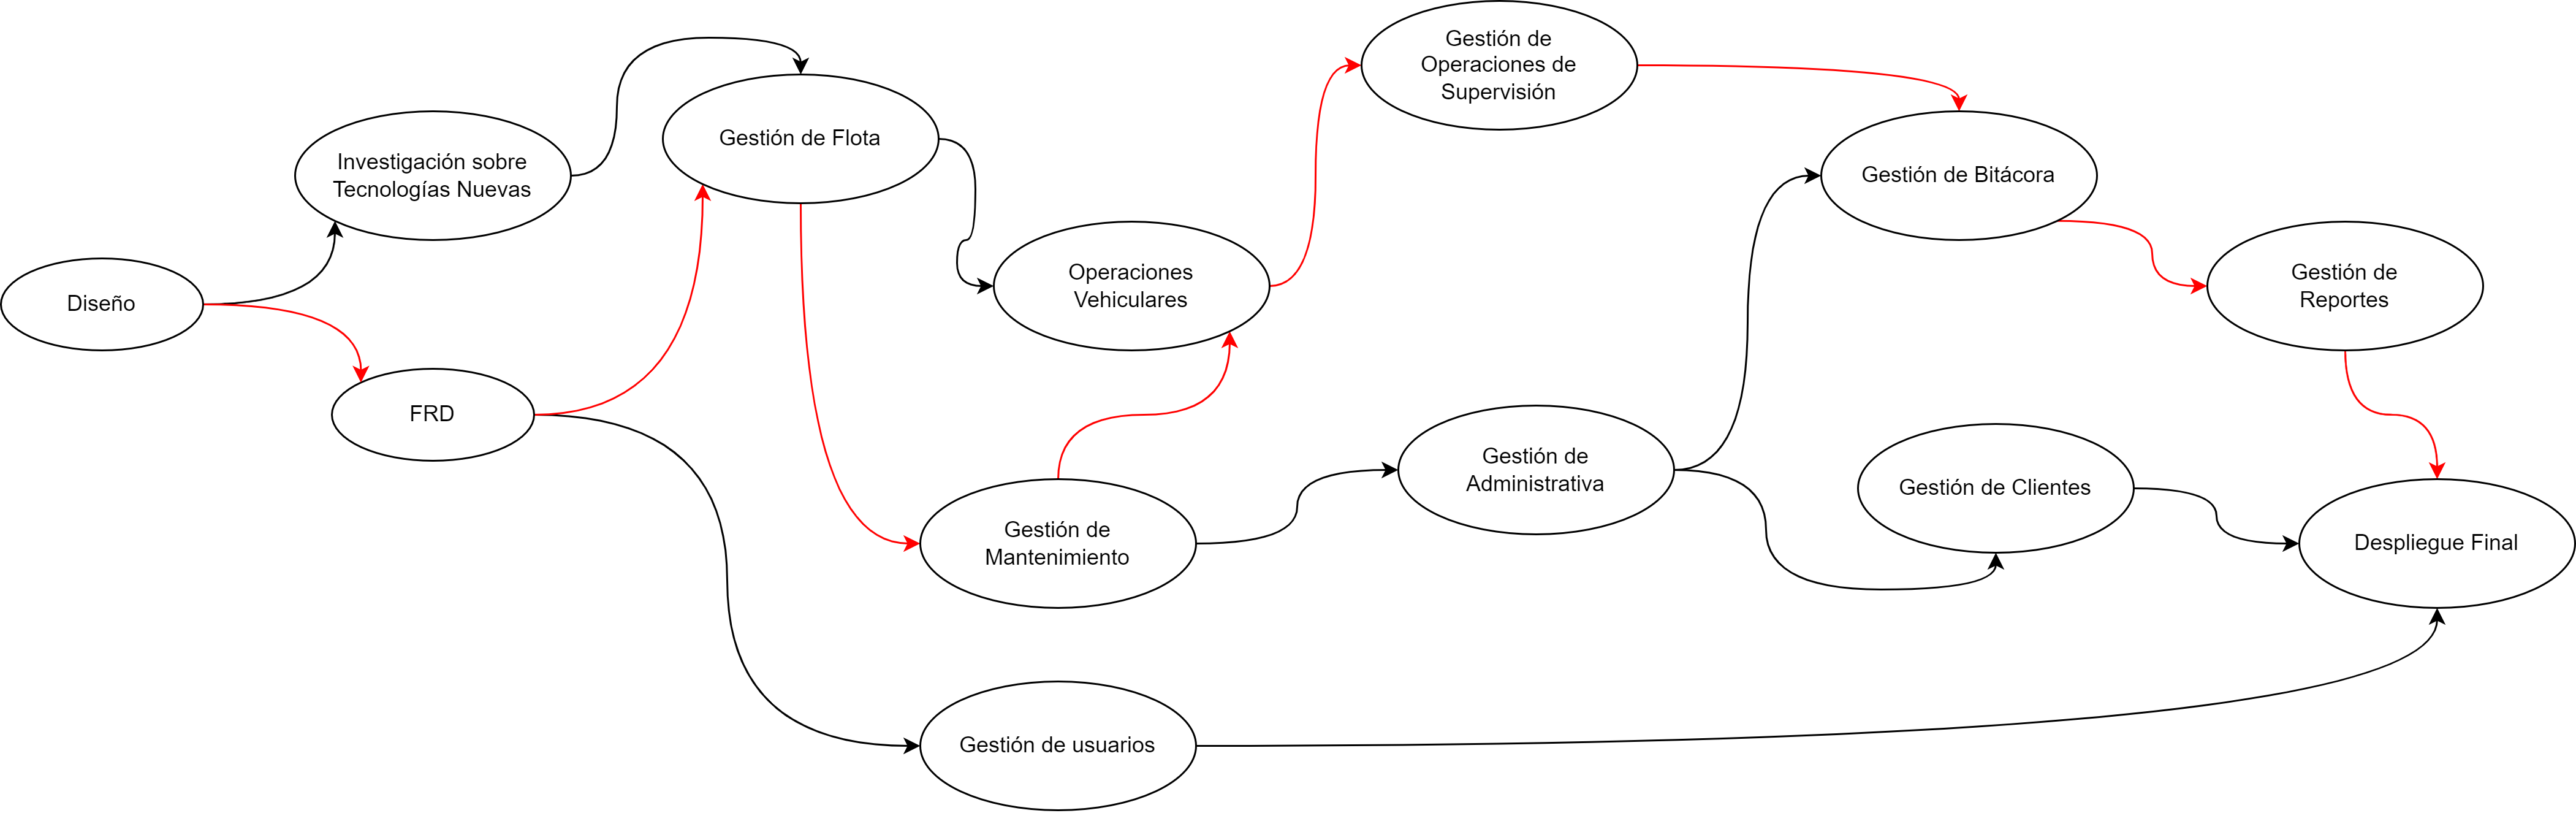 Gestión de
Operaciones de
Supervisión
Gestión de Flota
Investigación sobre
Tecnologías Nuevas
Gestión de Bitácora
Operaciones
Vehiculares
Gestión de
Reportes
Diseño
FRD
Gestión de
Administrativa
Gestión de Clientes
Gestión de
Mantenimiento
Despliegue Final
Gestión de usuarios